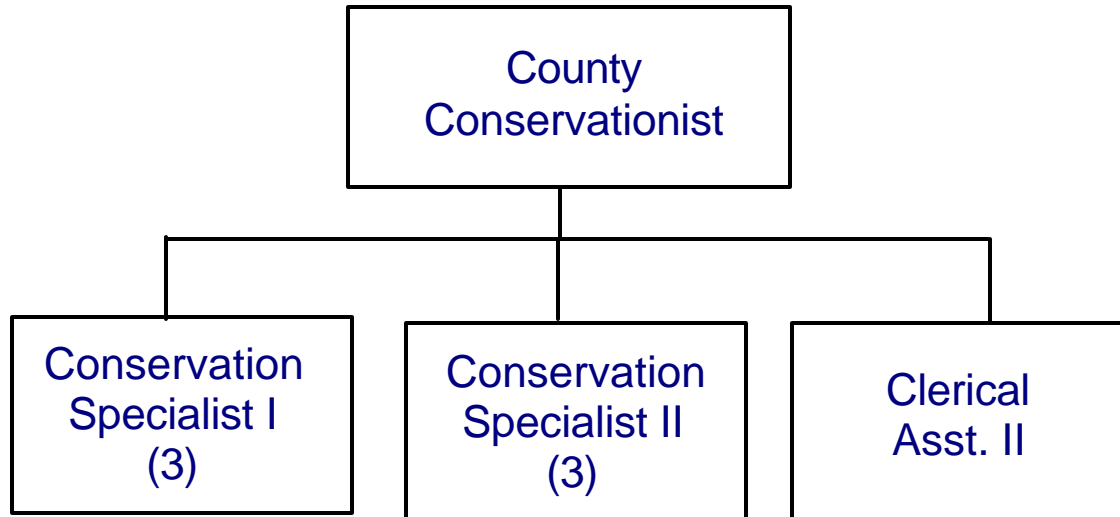 County
Conservationist
Conservation
Specialist I
(3)
Conservation
Specialist II
(3)
Clerical
Asst. II